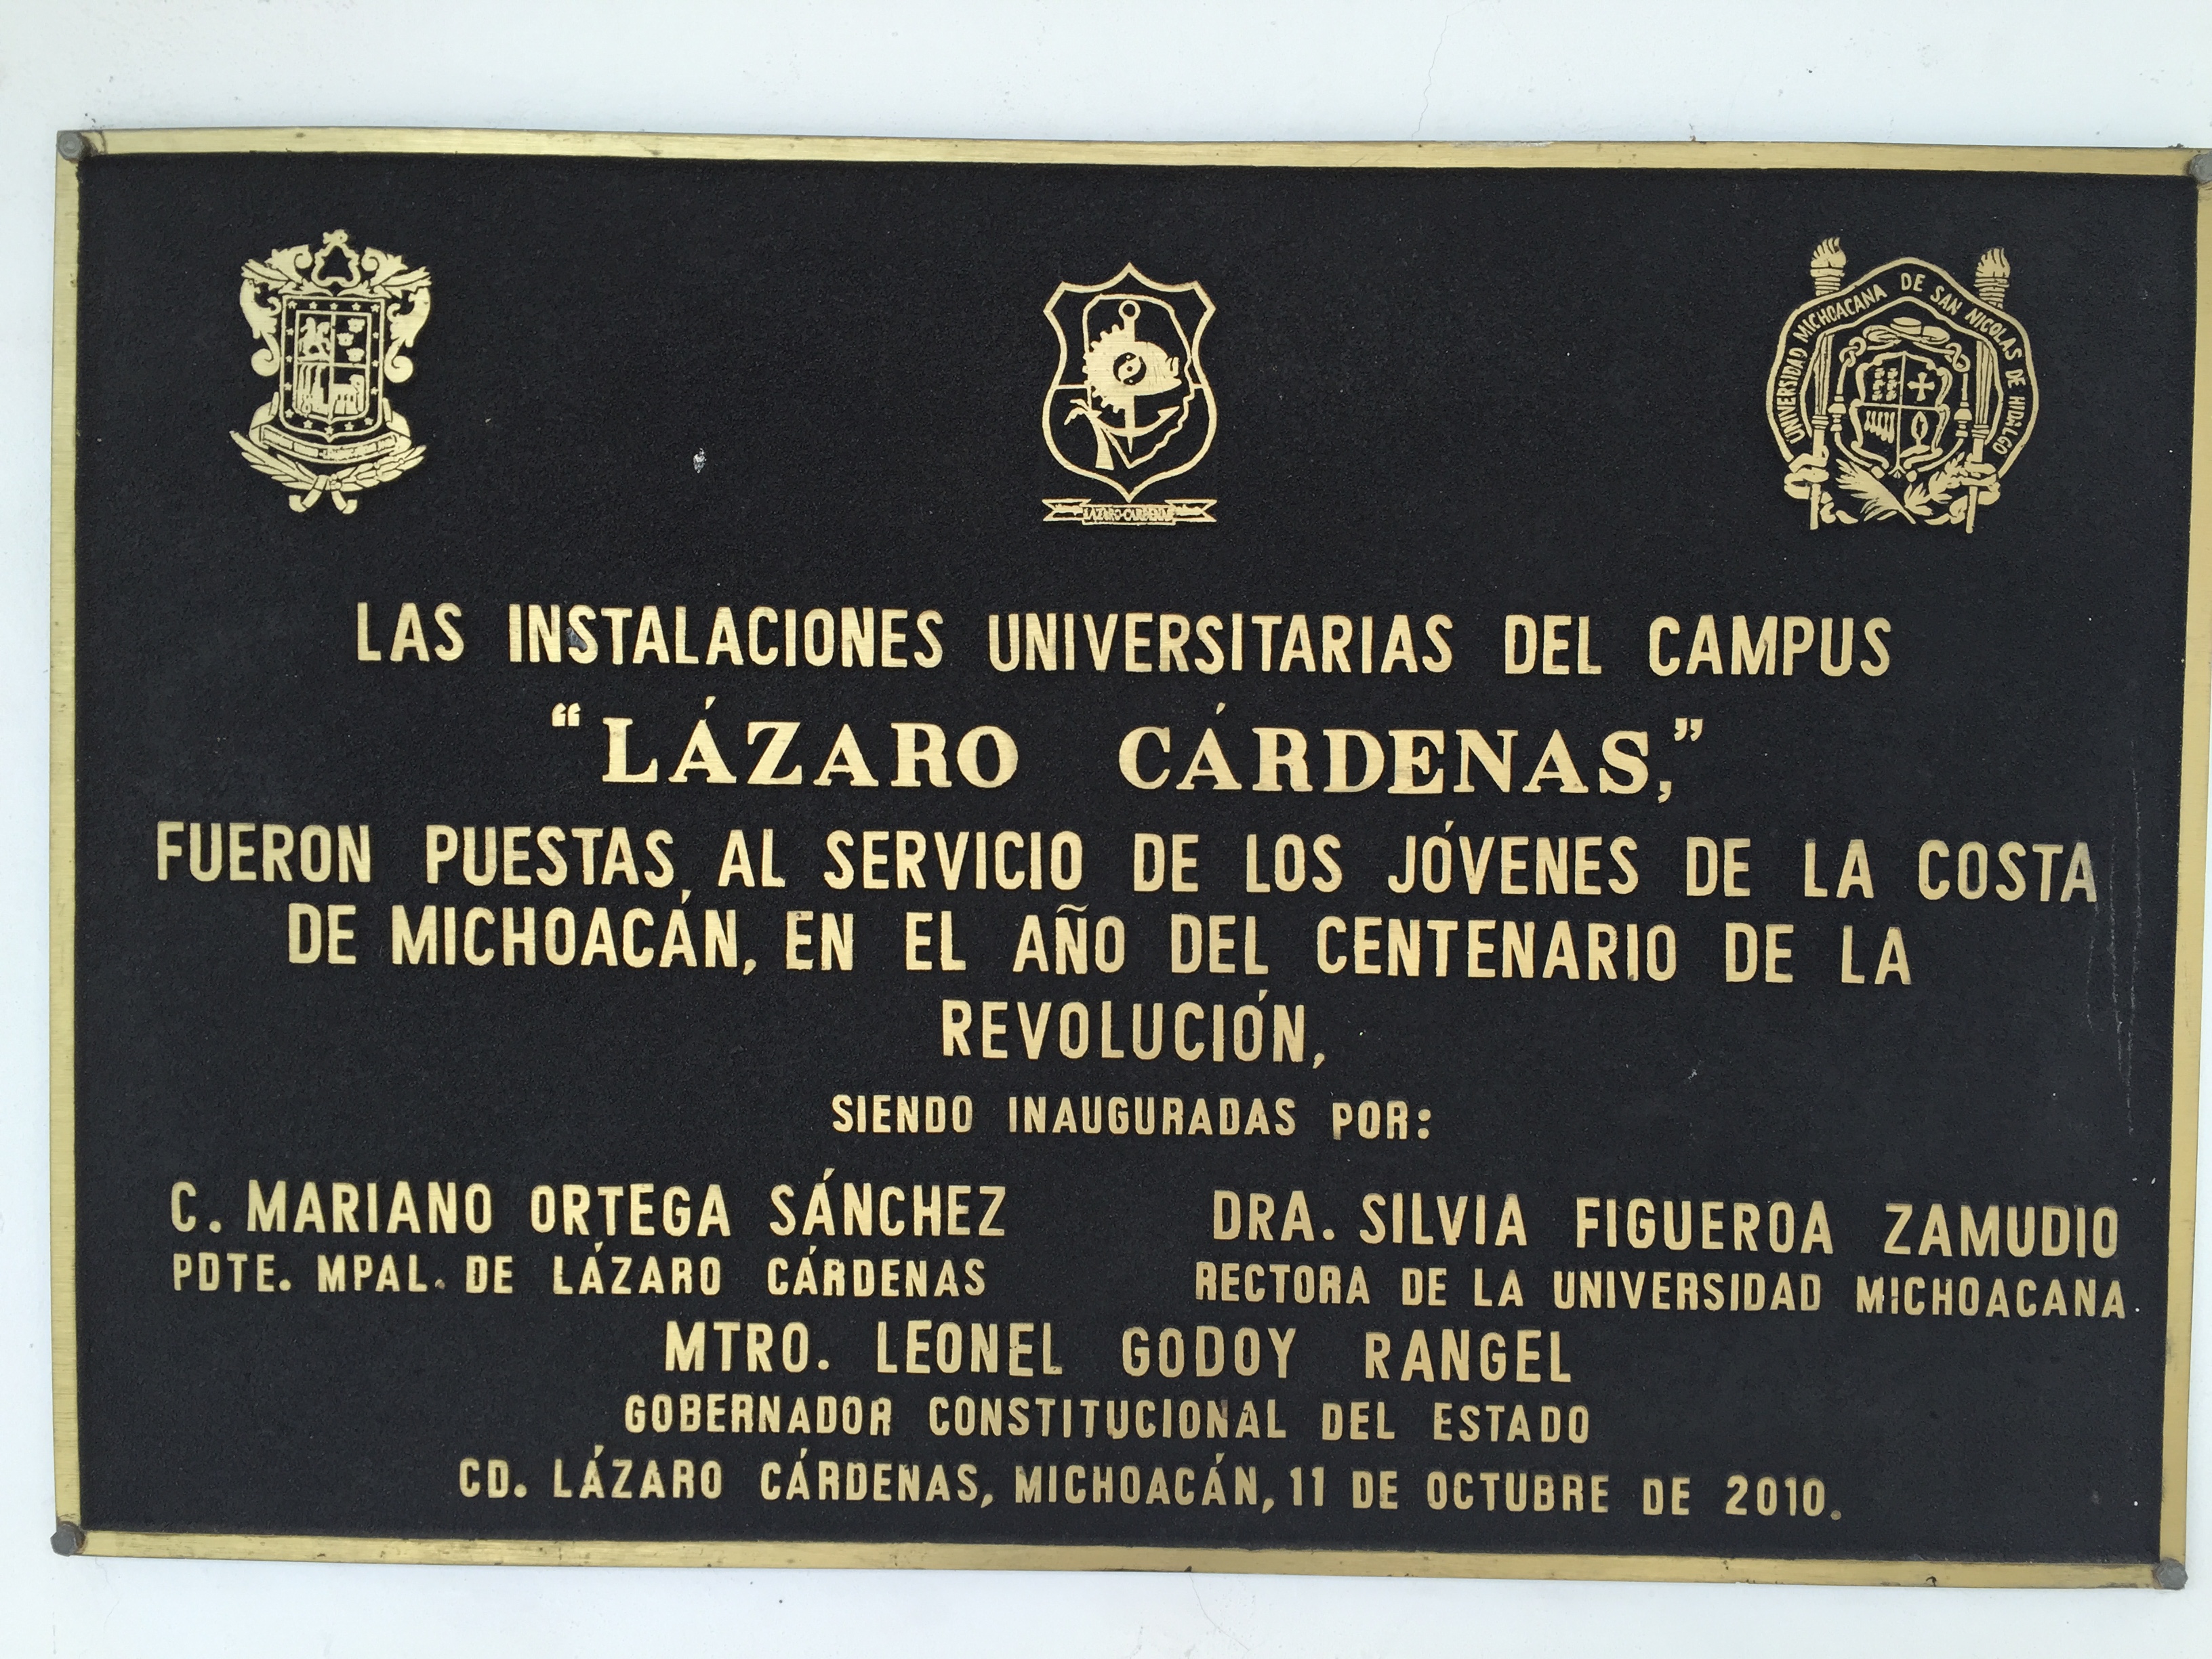 UNIVERSIDAD MICHOACANA DE SAN NICOLAS DE HIDALGO
LAZARO CARDENAS
LAS INSTALACIONES UNIVERSITARIAS DEL CAMPUS
“LÁZARO CÁRDENAS,”
FUERON PUESTAS, AL SERVICIO DE LOS JÓVENES DE LA COSTA
DE MICHOACÁN, EN EL AÑO DEL CENTENARIO DE LA
REVOLUCIÓN,
SIENDO INAUGURADAS POR:
C. MARIANO ORTEGA SÁNCHEZ DRA. SILVIA FIGUEROA ZAMUDIO
PDTE. MPAL. DE LÁZARO CÁRDENAS RECTORA DE LA UNIVERSIDAD MICHOACANA.
MTRO. LEONEL GODOY RANGEL
GOBERNADOR CONSTITUCIONAL DEL ESTADO
CD. LÁZARO CÁRDENAS, MICHOACÁN, 11 DE OCTUBRE DE 2010.